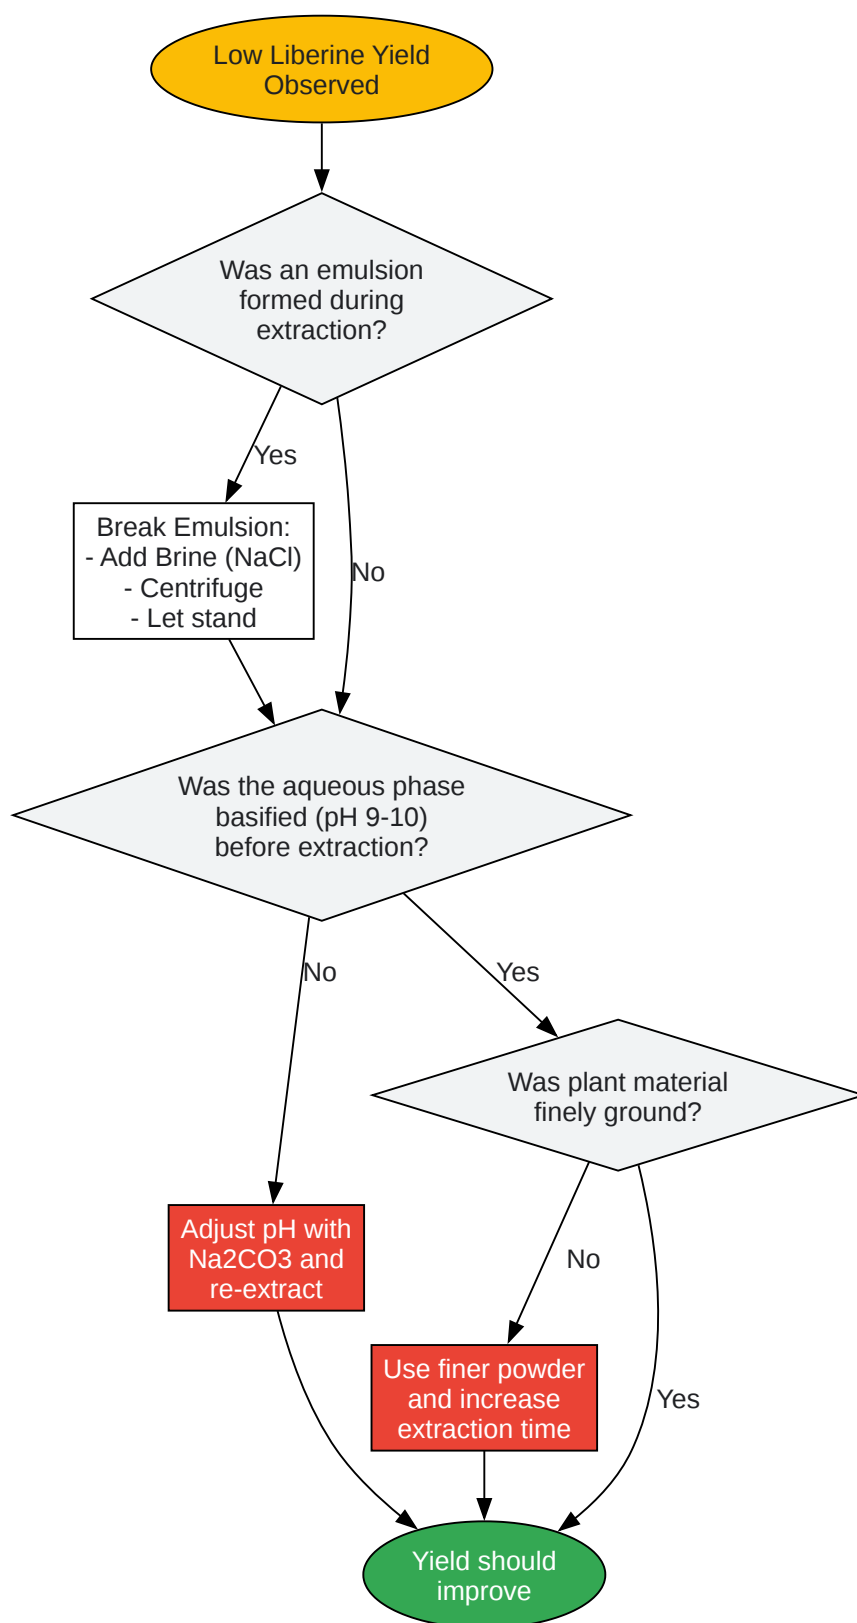 Low Liberine Yield
Observed
Was an emulsion
formed during
extraction?
Yes
Break Emulsion:
- Add Brine (NaCl)
- Centrifuge
- Let stand
No
Was the aqueous phase
basified (pH 9-10)
before extraction?
No
Yes
Was plant material
finely ground?
Adjust pH with
Na2CO3 and
re-extract
No
Use finer powder
and increase
extraction time
Yes
Yield should
improve